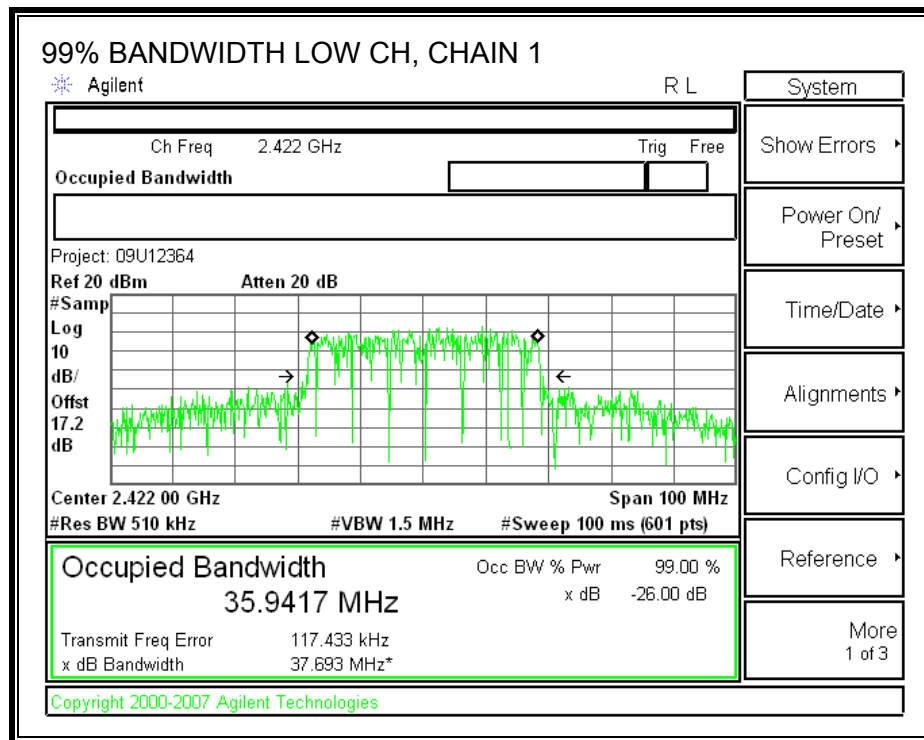 99% BANDWIDTH LOW CH, CHAIN 1
Agilent R L System
Ch Freq 2.422 GHz Trig Free
Show Errors
Occupied Bandwidth
Power On/
Preset
Project: 09U12364
Ref 20 dBm Atten 20 dB
#Samp
Time/Date
Log
10
dB/
Alignments
Offst
17.2
dB
Config I/O
Center 2.422 00 GHz Span 100 MHz
#Res BW 510 kHz #VBW 1.5 MHz #Sweep 100 ms (601 pts)
Occupied Bandwidth Occ BW % Pwr 99.00 %
Reference
35.9417 MHz x dB -26.00 dB
Transmit Freq Error 117.433 kHz
More
1 of 3
x dB Bandwidth 37.693 MHz*
Copyright 2000-2007 Agilent Technologies